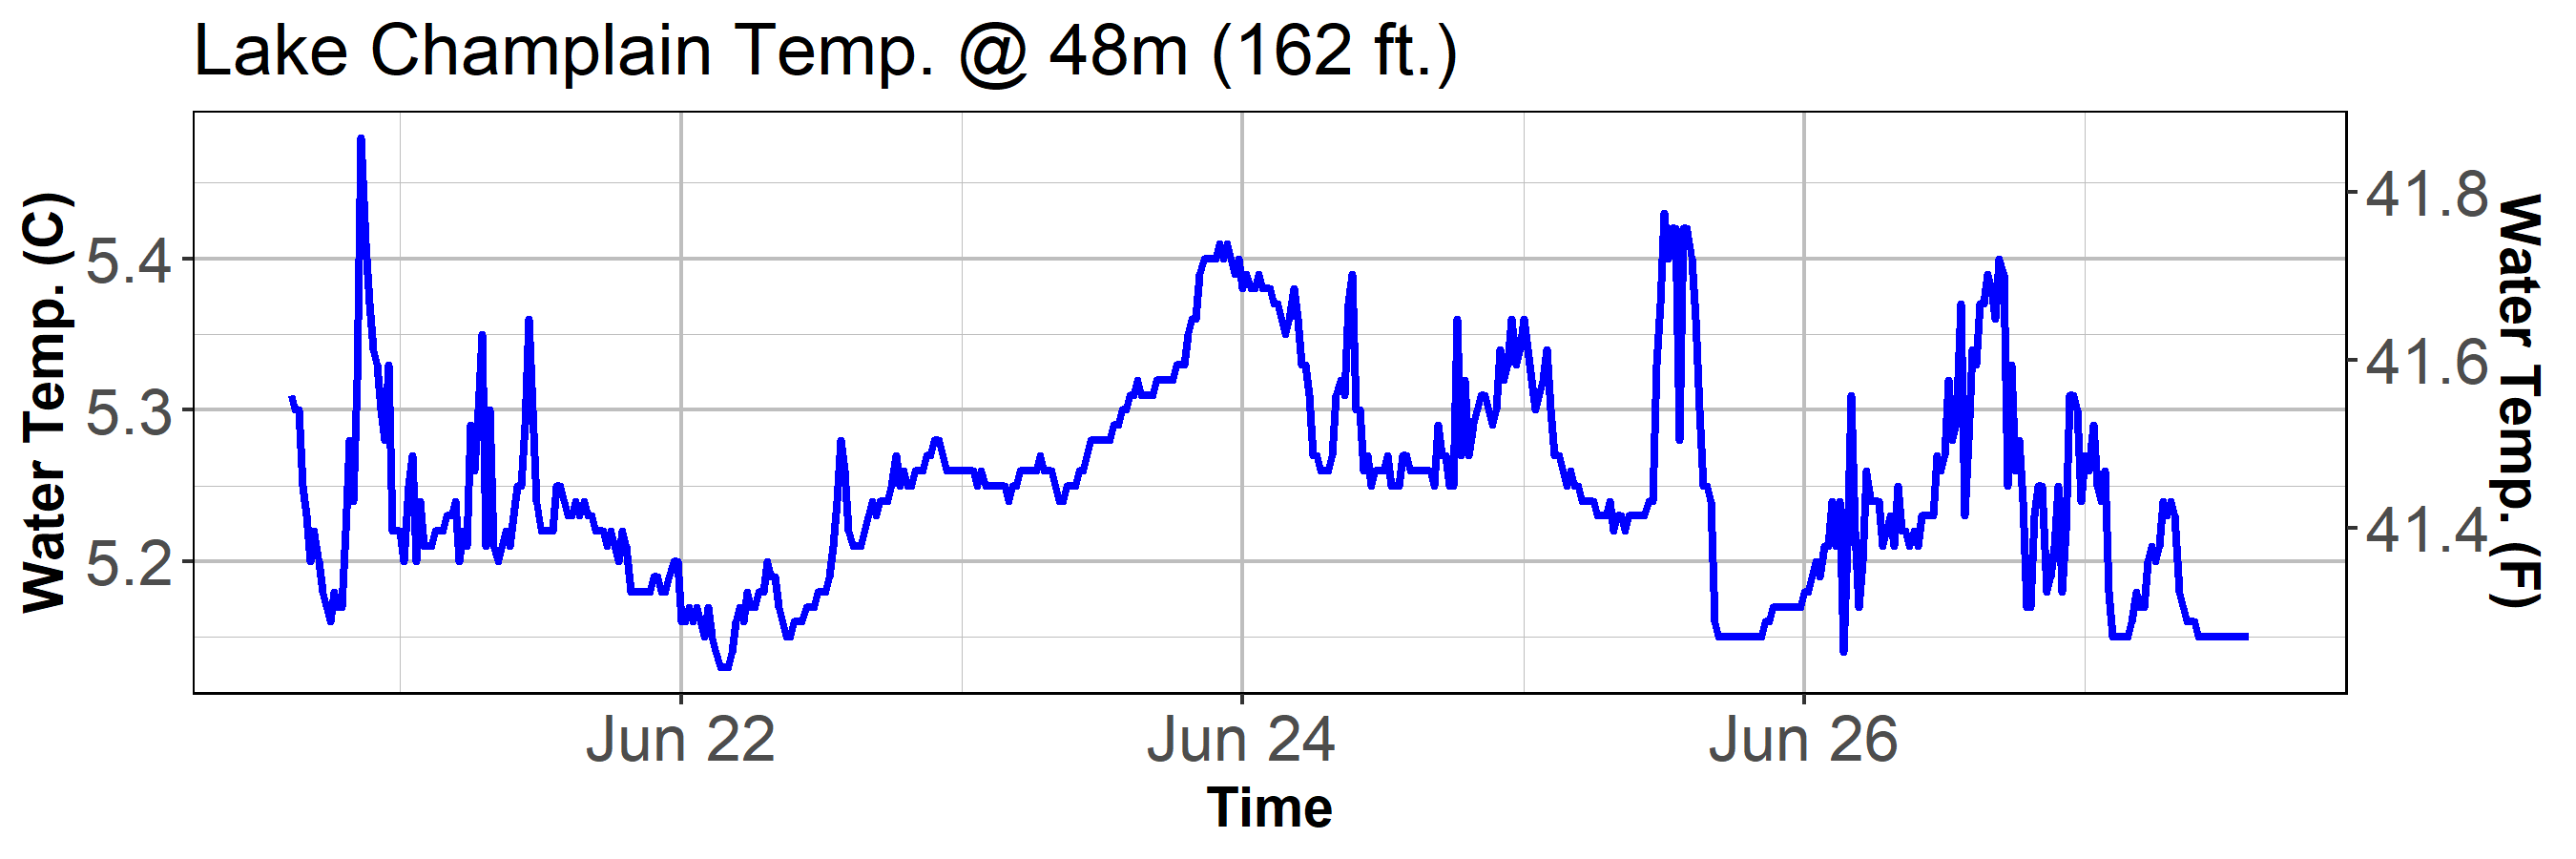 Lake Champlain Temp. @ 48m (162 ft.)
Water Temp. (C)
5.4
5.3
5.2
41.8
41.6
41.4
Water Temp. (F)
Jun 22
Jun 24
Jun 26
Time